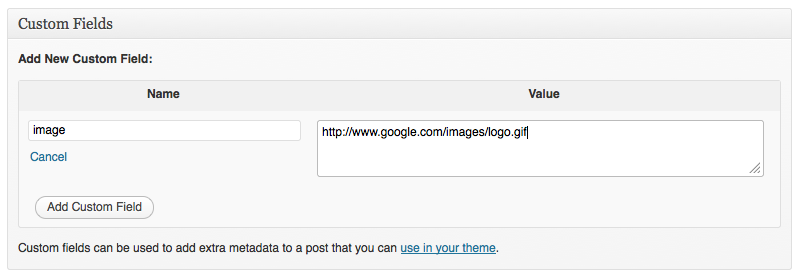 Custom Fields
Add New Custom Field:
Name Value
image http://www.google.com/images/logo.gif
Cancel
Add Custom Field
Custom fields can be used to add extra metadata to a post that you can use in your theme.